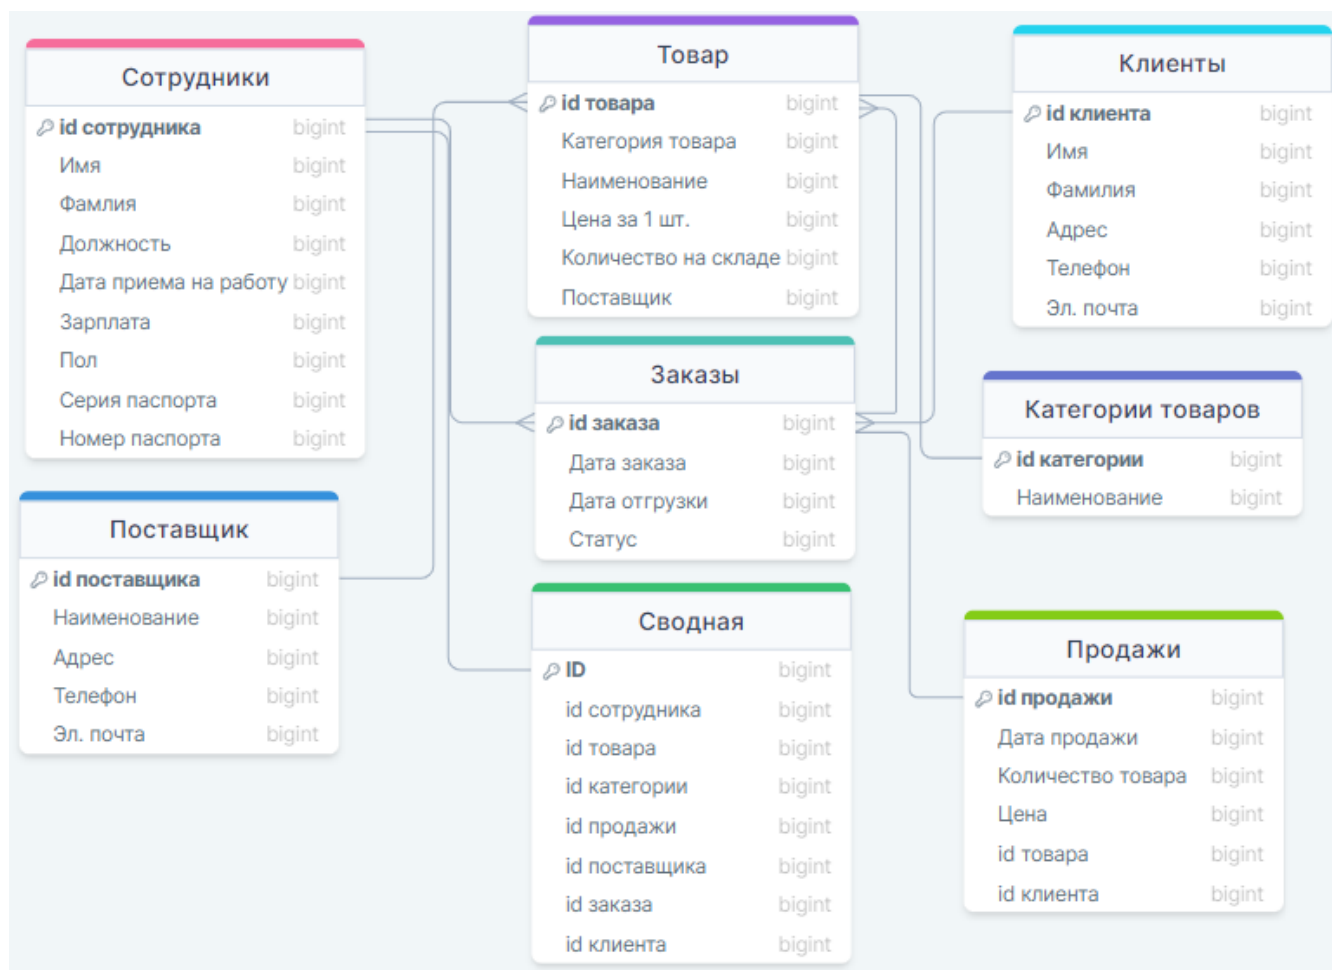 Сотрудники
id сотрудника bigint
Имя bigint
Фамлия bigint
Должность bigint
Дата приема на работу bigint
Зарплата bigint
Пол bigint
Серия паспорта bigint
Номер паспорта bigint
Поставщик
id поставщика bigint
Наименование bigint
Адрес bigint
Телефон bigint
Эл. почта bigint
Товар
id товара bigint
Категория товара bigint
Наименование bigint
Цена за 1 шт. bigint
Количество на складе bigint
Поставщик bigint
Заказы
id заказа bigint
Дата заказа bigint
Дата отгрузки bigint
Статус bigint
Сводная
ID bigint
id сотрудника bigint
id товара bigint
id категории bigint
id продажи bigint
id поставщика bigint
id заказа bigint
id клиента bigint
Клиенты
id клиента bigint
Имя bigint
Фамилия bigint
Адрес bigint
Телефон bigint
Эл. почта bigint
Категории товаров
id категории bigint
Наименование bigint
Продажи
id продажи bigint
Дата продажи bigint
Количество товара bigint
Цена bigint
id товара bigint
id клиента bigint